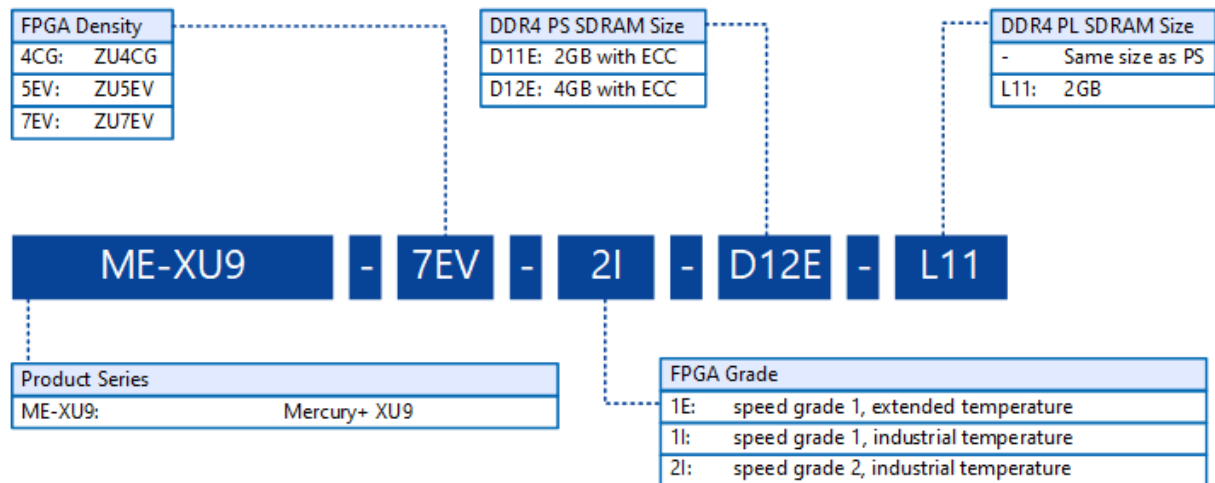 FPGA Density
4CG: ZU4CG
5EV: ZU5EV
7EV: ZU7EV
DDR4 PS SDRAM Size
D11E: 2GB with ECC
D12E: 4GB with ECC
DDR4 PL SDRAM Size
- Same size as PS
L11: 2GB
ME-XU9 - 7EV - 2I - D12E - L11
Product Series
ME-XU9: Mercury+ XU9
FPGA Grade
1E: speed grade 1, extended temperature
1I: speed grade 1, industrial temperature
2I: speed grade 2, industrial temperature